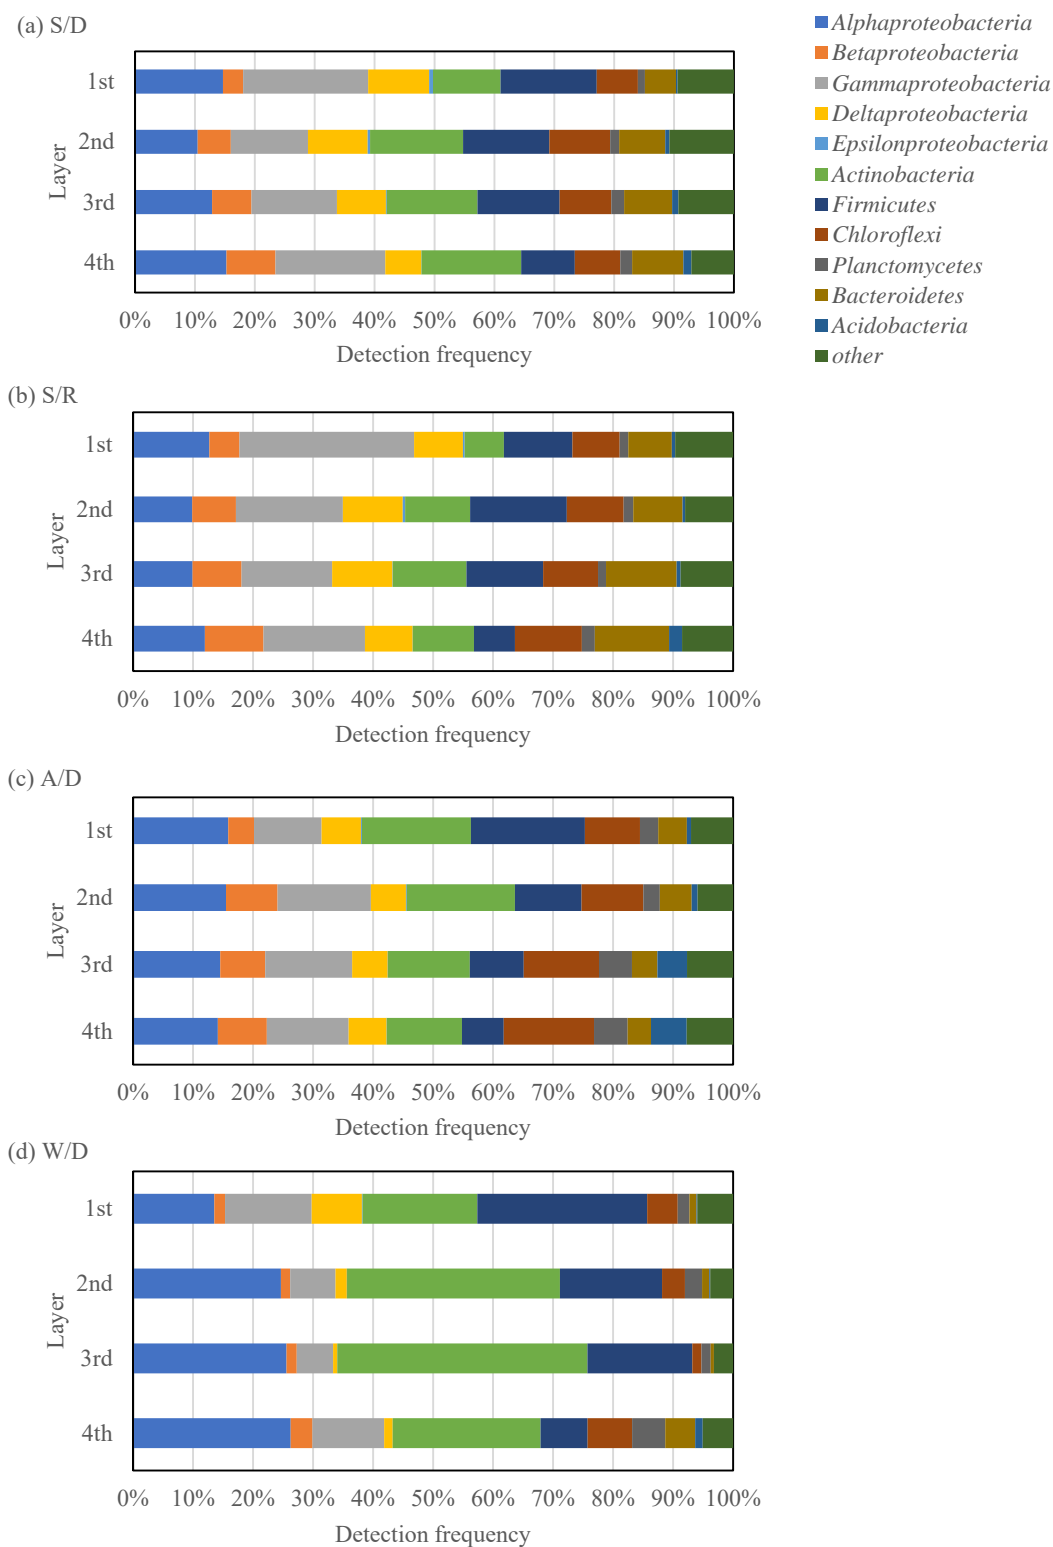 (a) S/D
Alphaproteobacteria
Betaproteobacteria
Gammaproteobacteria
Deltaproteobacteria
Epsilonproteobacteria
Actinobacteria
Firmicutes
Chloroflexi
Planctomycetes
Bacteroidetes
Acidobacteria
other
Layer
1st
2nd
3rd
4th
0% 10% 20% 30% 40% 50% 60% 70% 80% 90% 100%
Detection frequency
(b) S/R
Layer
1st
2nd
3rd
4th
0% 10% 20% 30% 40% 50% 60% 70% 80% 90% 100%
Detection frequency
(c) A/D
Layer
1st
2nd
3rd
4th
0% 10% 20% 30% 40% 50% 60% 70% 80% 90% 100%
Detection frequency
(d) W/D
Layer
1st
2nd
3rd
4th
0% 10% 20% 30% 40% 50% 60% 70% 80% 90% 100%
Detection frequency